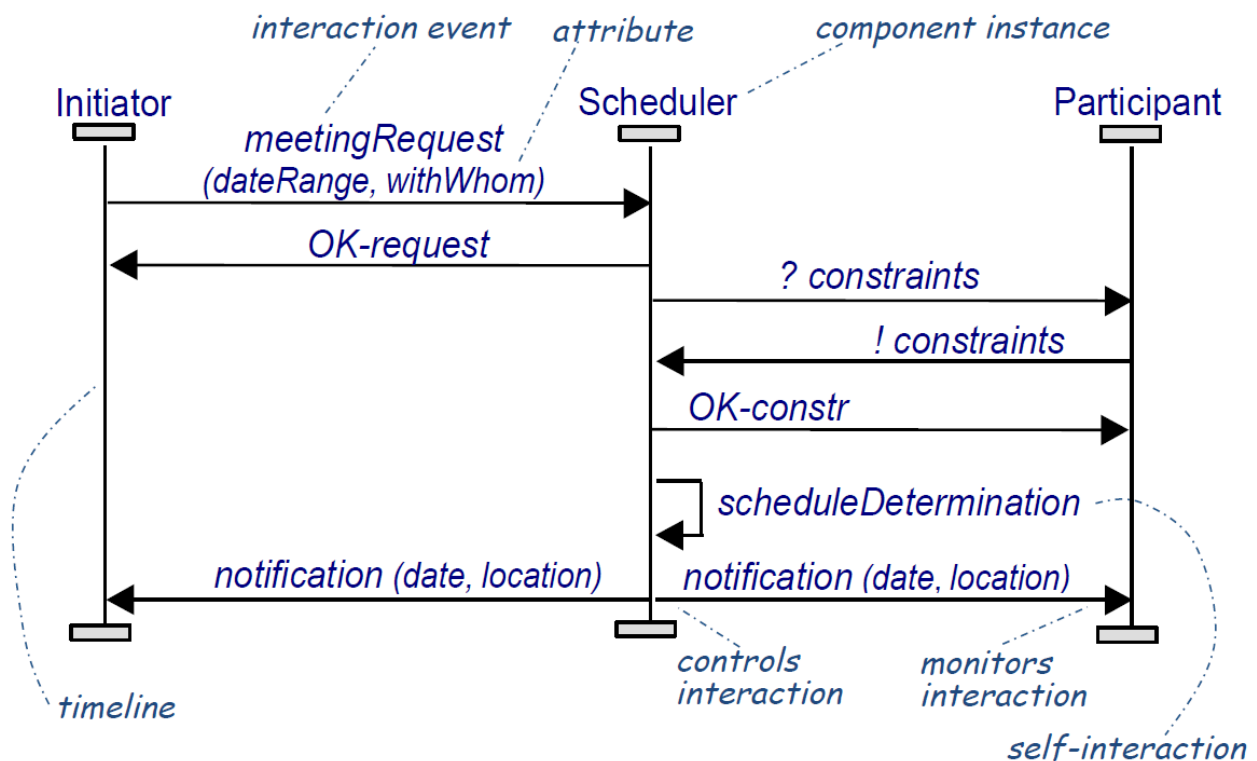 interaction event
attribute
component instance
Initiator
Scheduler
Participant
meetingRequest
(dateRange, withWhom)
OK-request
? constraints
! constraints
OK-constr
scheduleDetermination
notification (date, location)
notification (date, location)
controls
interaction
monitors
interaction
timeline
self-interaction